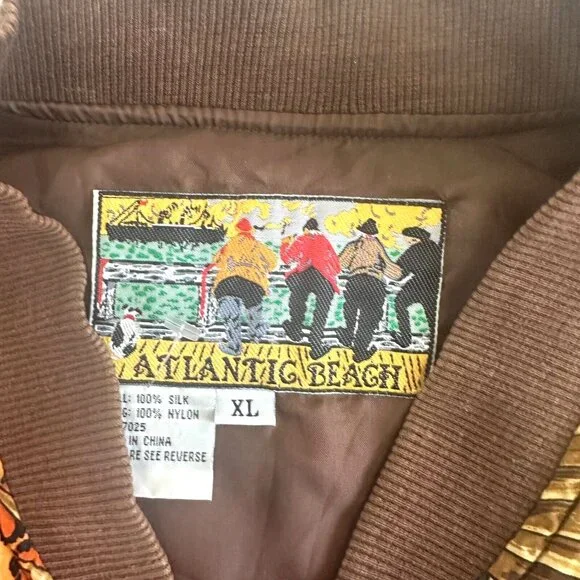 ATLANTIC BEACH
L: 100% SILK
G: 100% NYLON
7025
IN CHINA
RE SEE REVERSE
XL